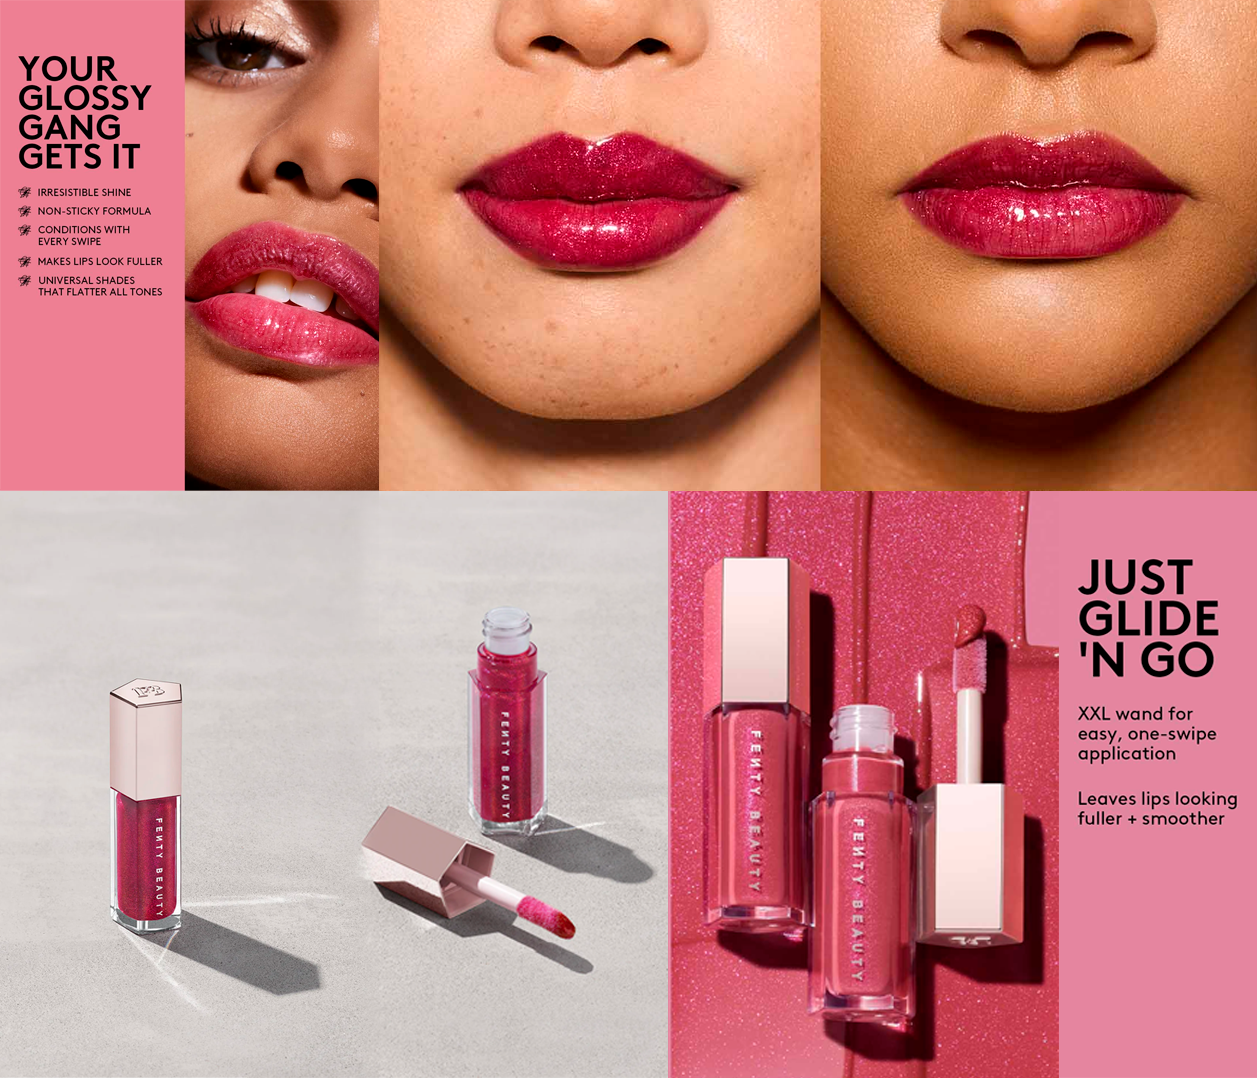 YOUR
GLOSSY
GANG
GETS IT
IRRESISTIBLE SHINE
NON-STICKY FORMULA
CONDITIONS WITH
EVERY SWIPE
MAKES LIPS LOOK FULLER
UNIVERSAL SHADES
THAT FLATTER ALL TONES
FENTY BEAUTY
FENTY BEAUTY
FENTY BEAUTY
FENTY BEAUTY
JUST
GLIDE
'N GO
XXL wand for
easy, one-swipe
application
Leaves lips looking
fuller + smoother